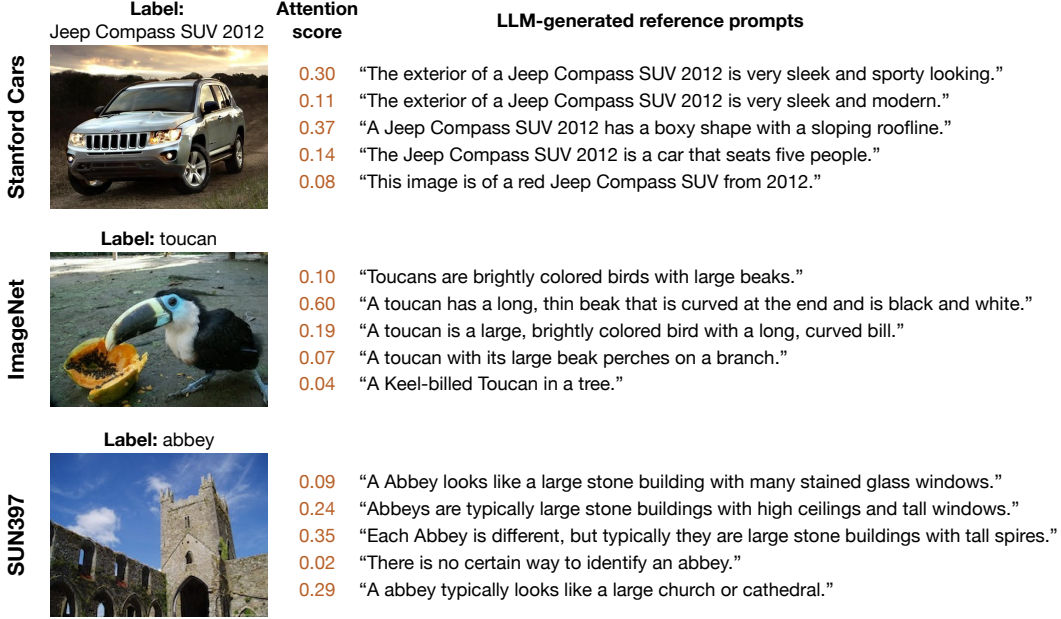 Label:
Jeep Compass SUV 2012
Attention
score
LLM-generated reference prompts
Stanford Cars
0.30 “The exterior of a Jeep Compass SUV 2012 is very sleek and sporty looking.”
0.11 “The exterior of a Jeep Compass SUV 2012 is very sleek and modern.”
0.37 “A Jeep Compass SUV 2012 has a boxy shape with a sloping roofline.”
0.14 “The Jeep Compass SUV 2012 is a car that seats five people.”
0.08 “This image is of a red Jeep Compass SUV from 2012.”
Label: toucan
ImageNet
0.10 “Toucans are brightly colored birds with large beaks.”
0.60 “A toucan has a long, thin beak that is curved at the end and is black and white.”
0.19 “A toucan is a large, brightly colored bird with a long, curved bill.”
0.07 “A toucan with its large beak perches on a branch.”
0.04 “A Keel-billed Toucan in a tree.”
Label: abbey
SUN397
0.09 “A Abbey looks like a large stone building with many stained glass windows.”
0.24 “Abbeys are typically large stone buildings with high ceilings and tall windows.”
0.35 “Each Abbey is different, but typically they are large stone buildings with tall spires.”
0.02 “There is no certain way to identify an abbey.”
0.29 “A abbey typically looks like a large church or cathedral.”